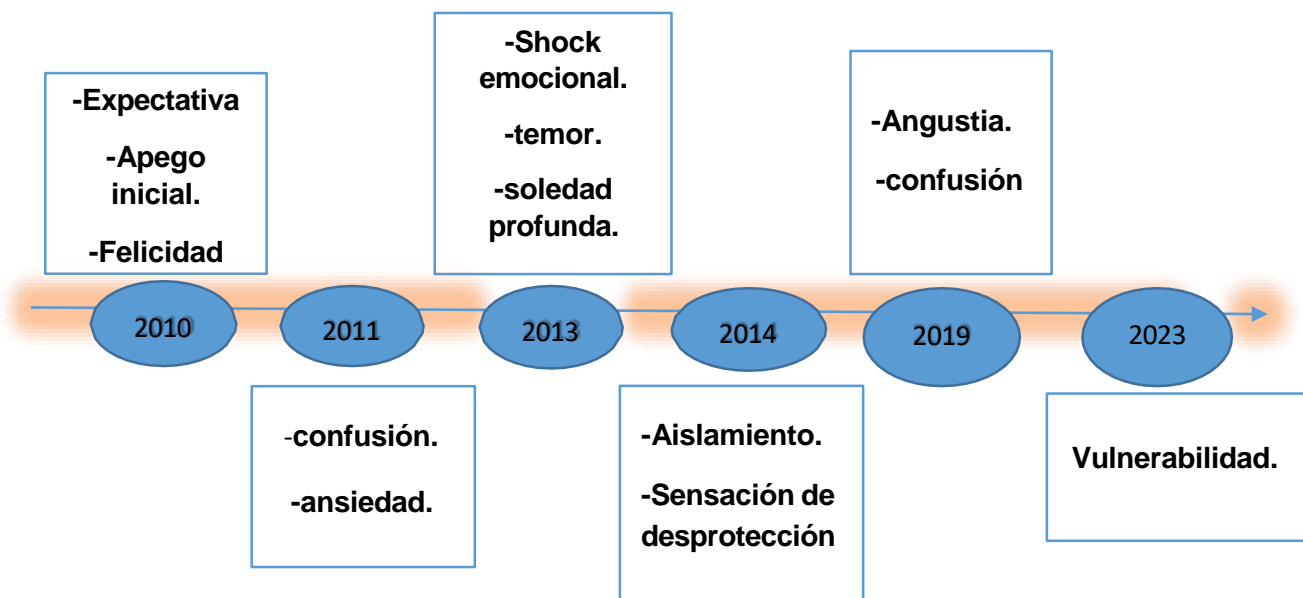 -Expectativa
-Apego
inicial.
-Felicidad
-Shock
emocional.
-temor.
-soledad
profunda.
-Angustia.
-confusión
2010
2011
2013
2014
2019
2023
-confusión.
-ansiedad.
-Aislamiento.
-Sensación de
desprotección
Vulnerabilidad.